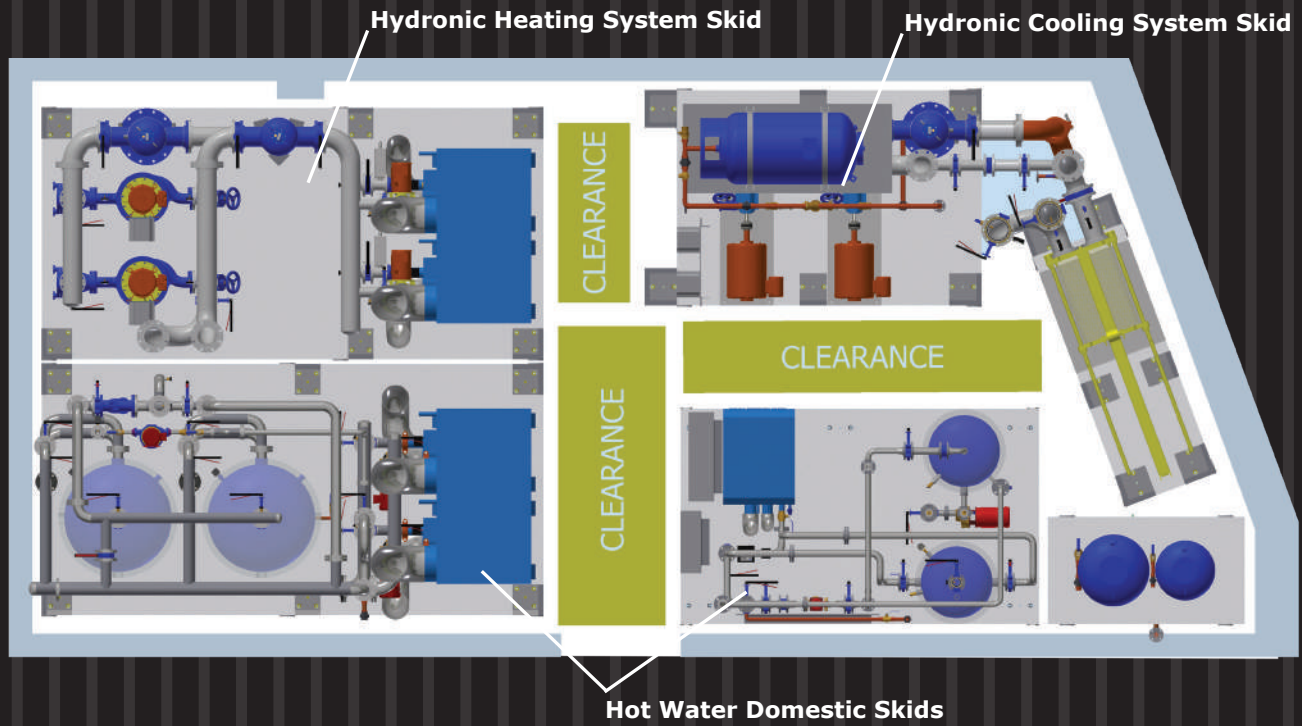 Hydronic Heating System Skid
Hydronic Cooling System Skid
CLEARANCE
CLEARANCE
CLEARANCE
Hot Water Domestic Skids